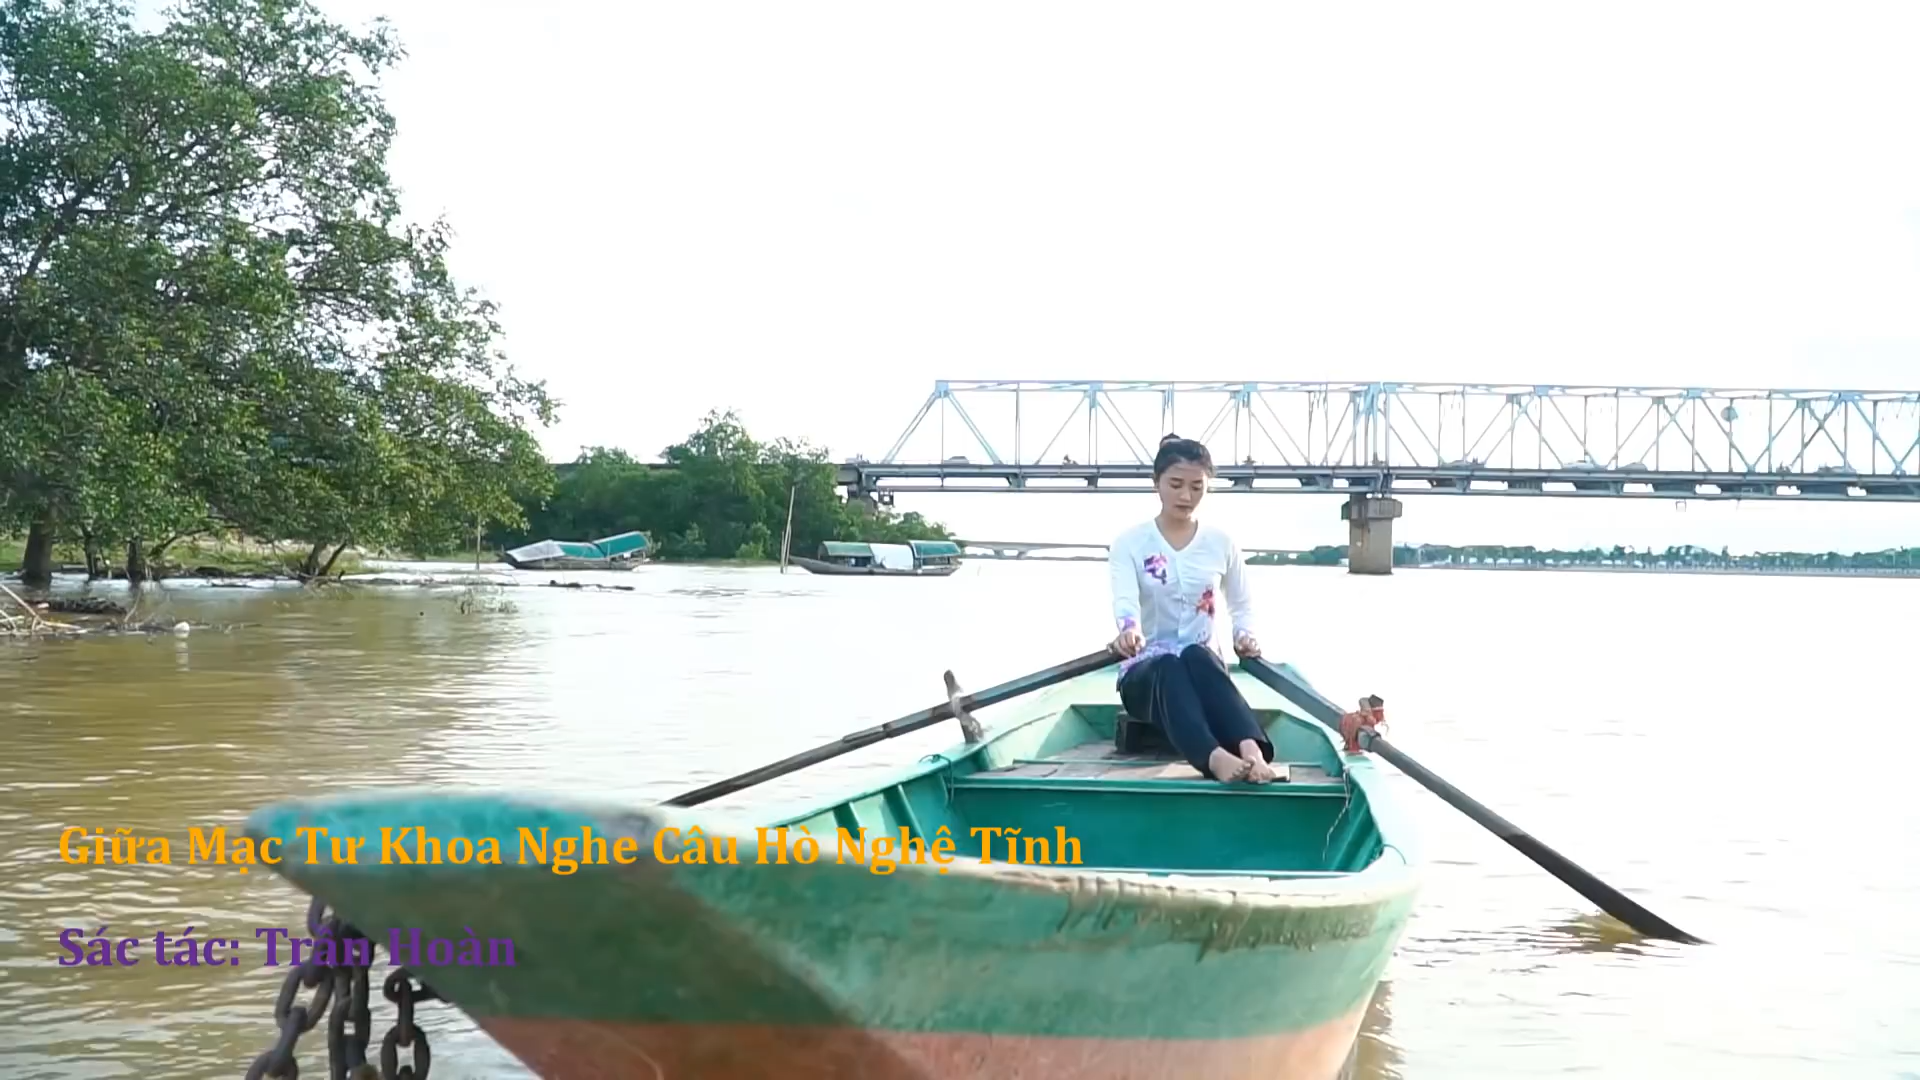 Giữa Mạc Tư Khoa Nghe Câu Hò Nghệ Tĩnh
Sác tác: Trần Hoàn